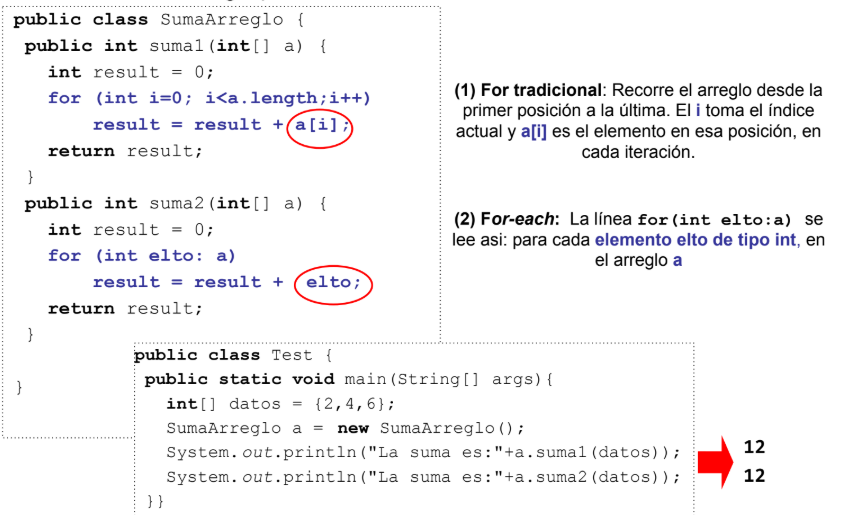 public class SumaArreglo {
public int suma1(int[] a) {
int result = 0;
for (int i=0; i<a.length;i++)
result = result + a[i];
return result;
}
public int suma2(int[] a) {
int result = 0;
for (int elto: a)
result = result + elto;
return result;
}
}
(1) For tradicional: Recorre el arreglo desde la
primer posición a la última. El i toma el índice
actual y a[i] es el elemento en esa posición, en
cada iteración.
(2) For-each: La línea for(int elto:a) se
lee asi: para cada elemento elto de tipo int, en
el arreglo a
public class Test {
public static void main(String[] args){
int[] datos = {2,4,6};
SumaArreglo a = new SumaArreglo();
System.out.println("La suma es:"+a.suma1(datos));
System.out.println("La suma es:"+a.suma2(datos));
}}
12
12